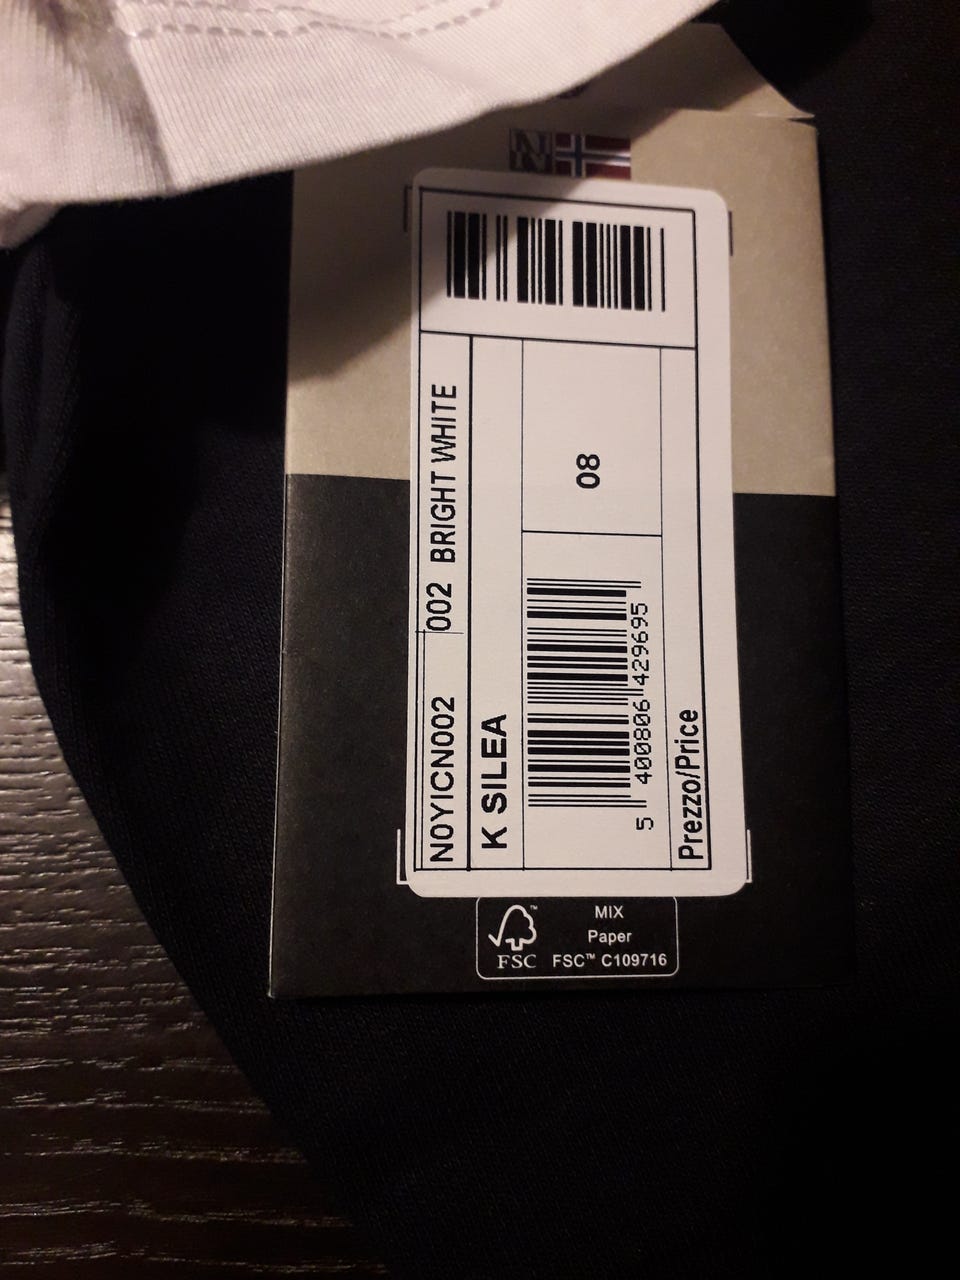 N
N0YICN002 002 BRIGHT WHITE
K SILEA
08
5 400806 429695
Prezzo/Price
FSC
MIX
Paper
FSC™ C109716